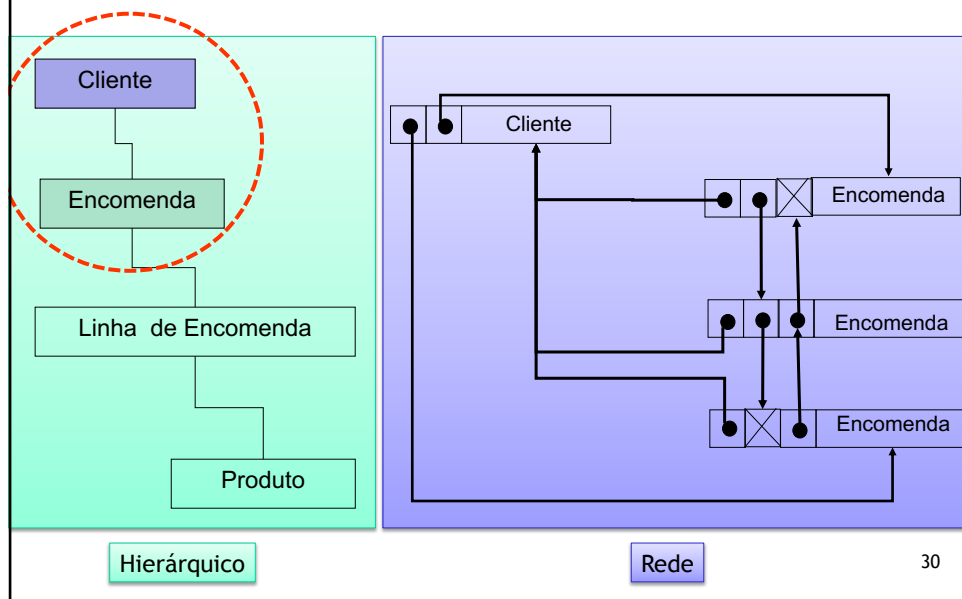 Cliente
Encomenda
Linha de Encomenda
Produto
Hierárquico
Cliente
Encomenda
Encomenda
Encomenda
Rede
30